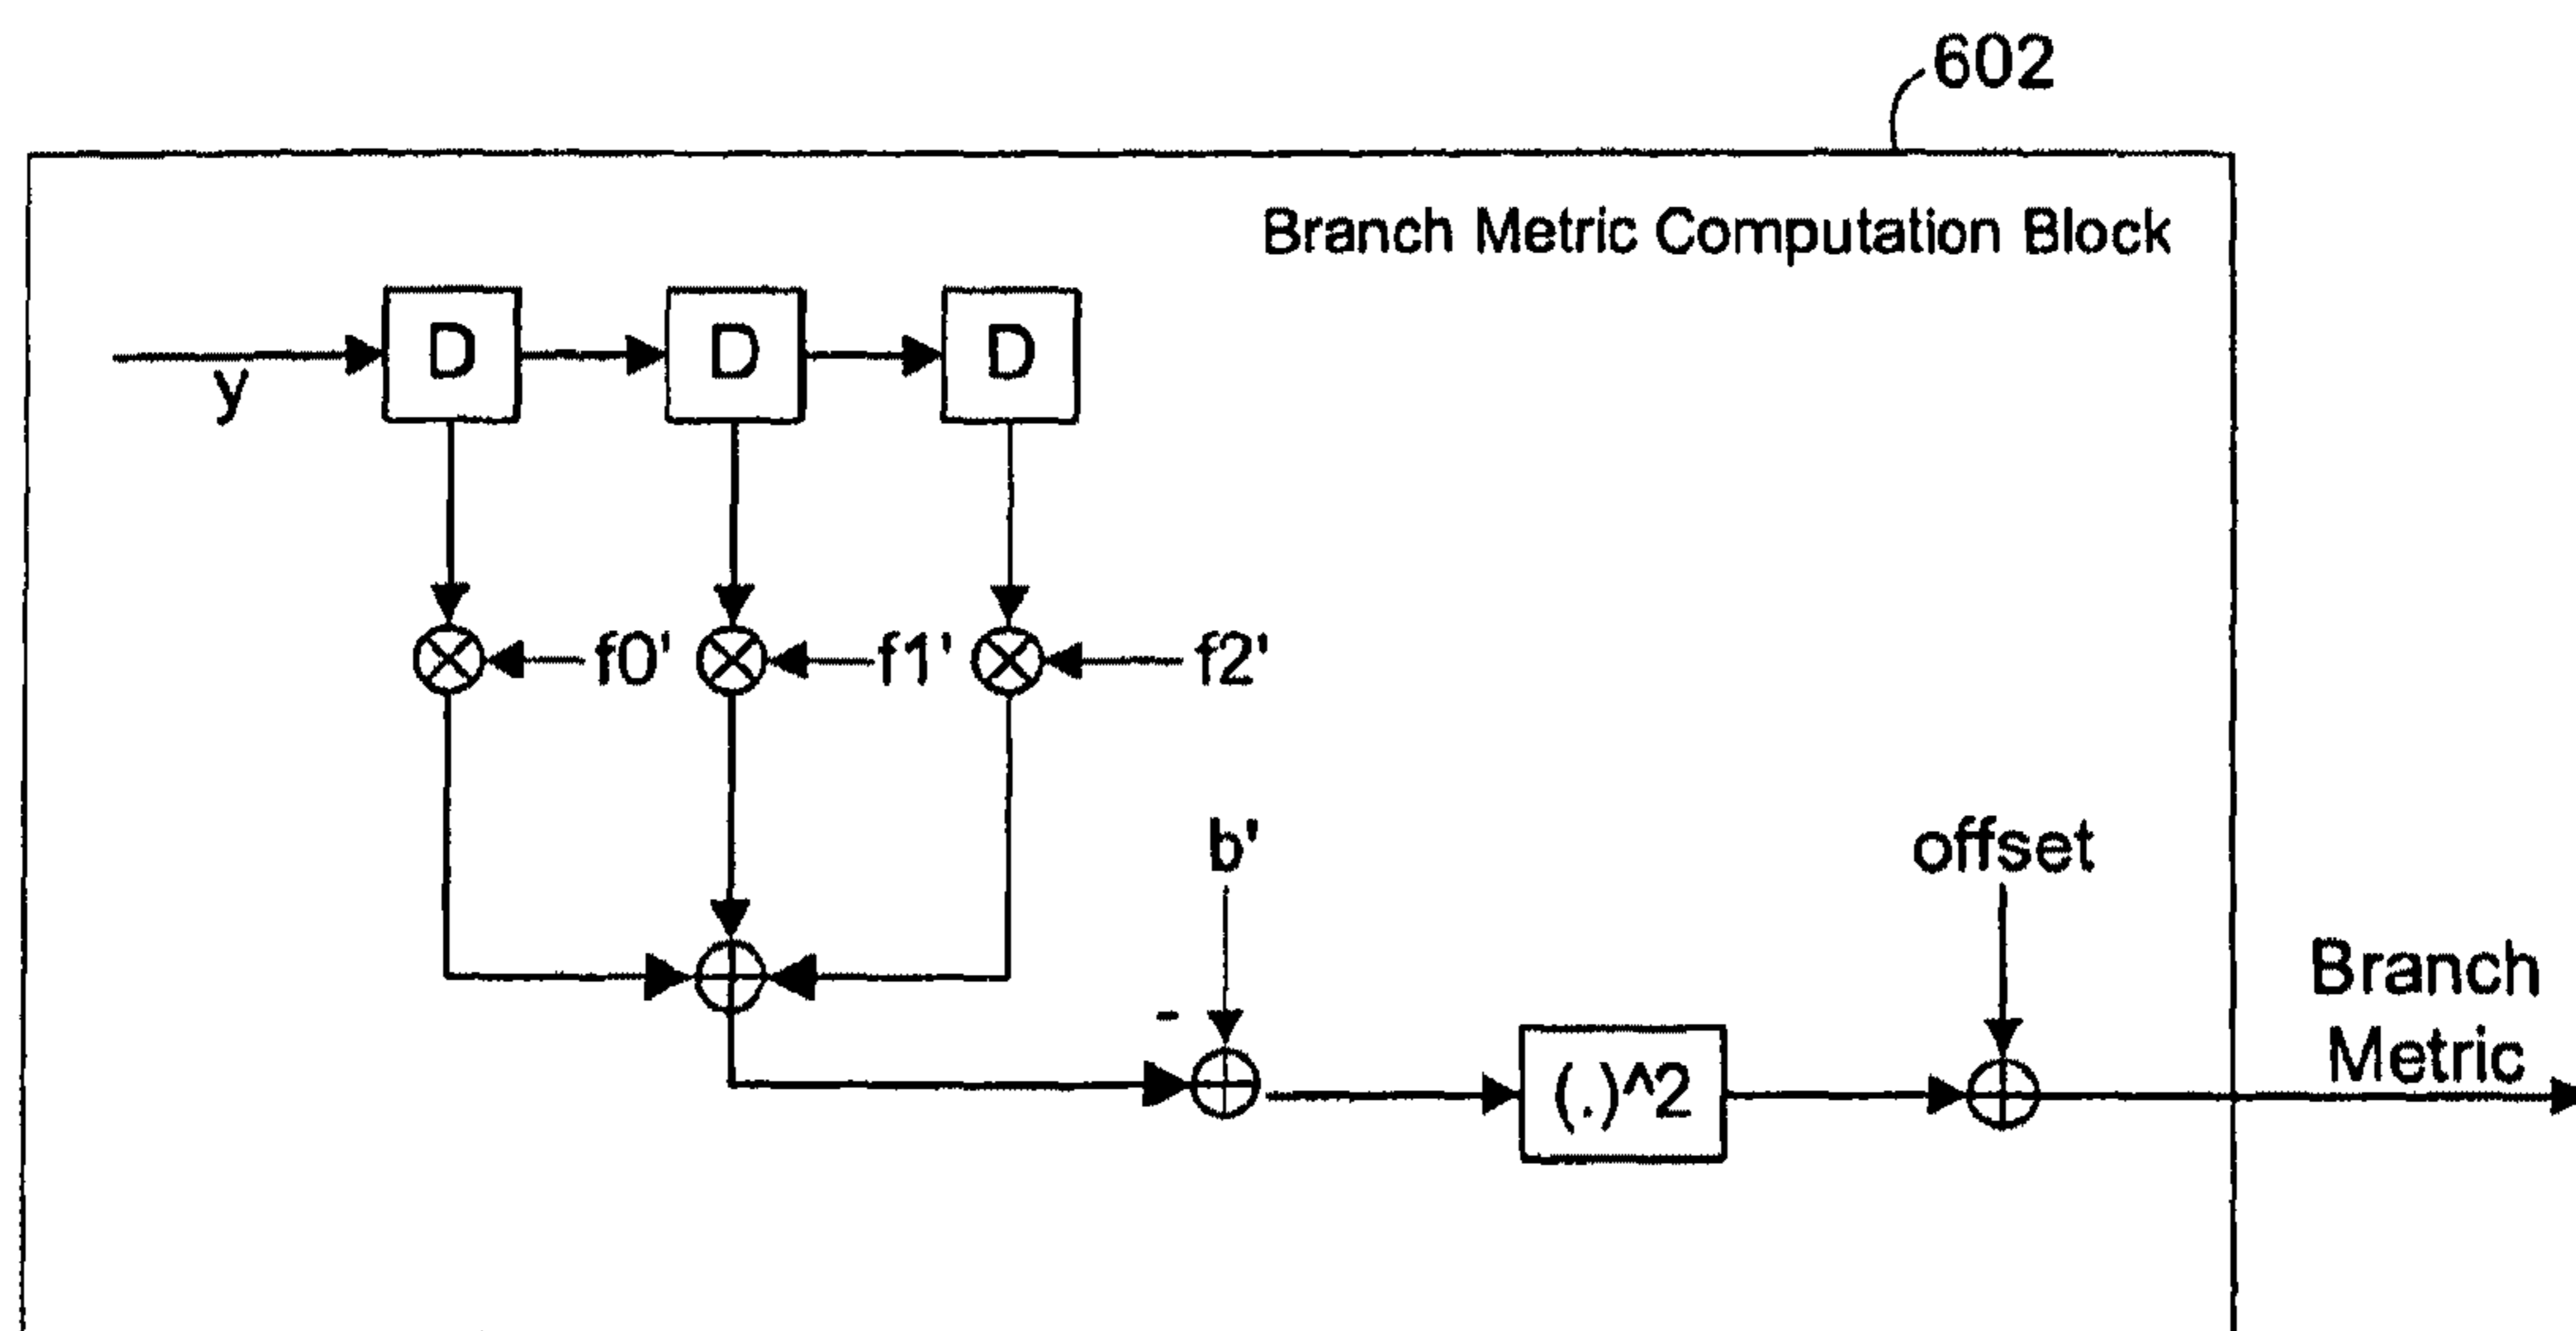 602
Branch Metric Computation Block
D D D
y
f0' f1' f2'
b' offset
-
Branch
Metric
(.)^2